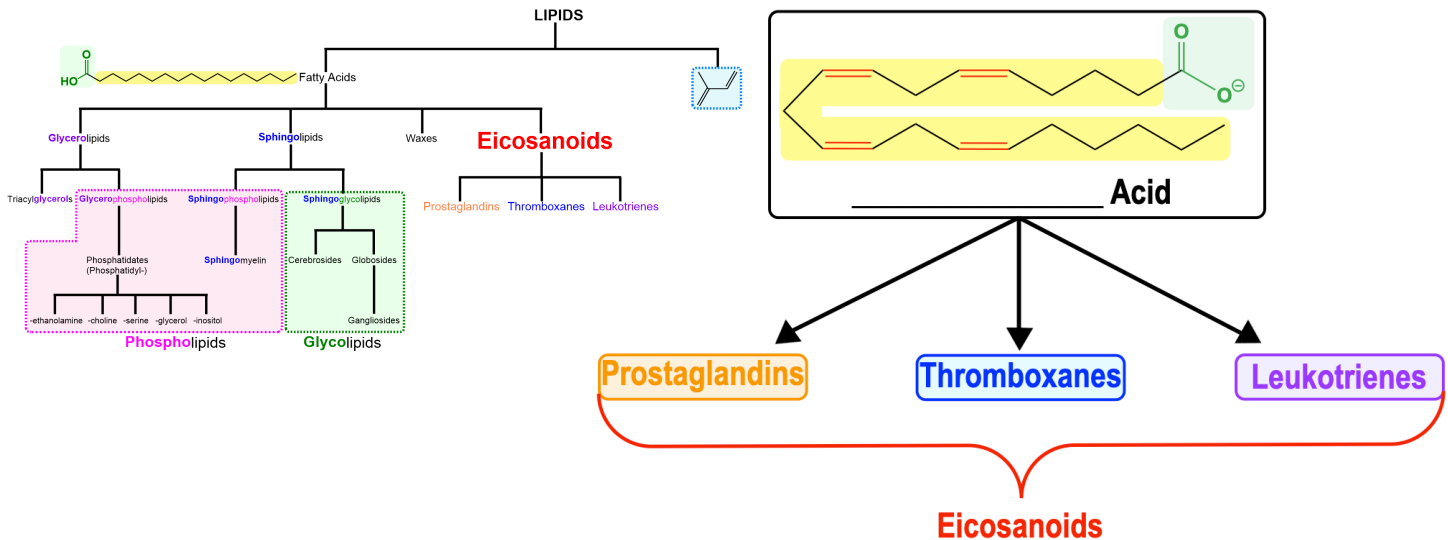 LIPIDS
O
HO
Fatty Acids
Glycerolipids
Sphingolipids
Waxes
Eicosanoids
Triacylglycerols
Glycerophospholipids
Sphingophospholipids
Sphingoglycolipids
Prostaglandins
Thromboxanes
Leukotrienes
Phosphatidates
(Phosphatidyl-)
Sphingomyelin
Cerebrosides
Globosides
-ethanolamine
-choline
-serine
-glycerol
-inositol
Gangliosides
Phospholipids
Glycolipids
O
O⊖
Acid
Prostaglandins
Thromboxanes
Leukotrienes
Eicosanoids